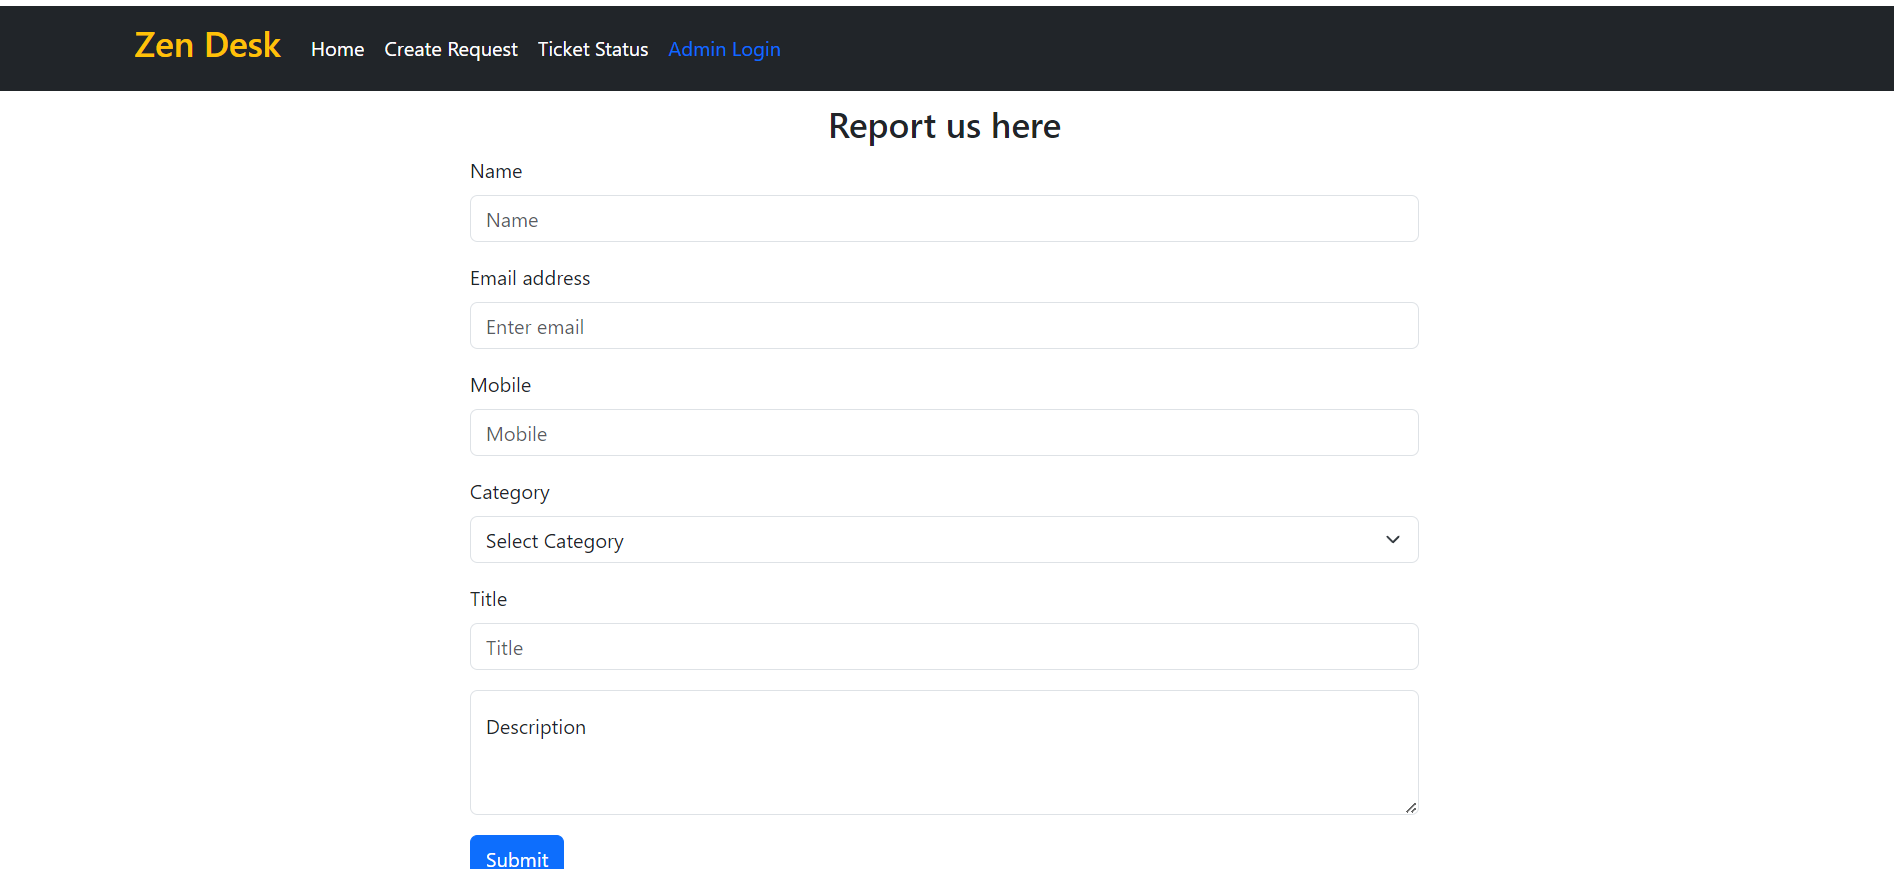 Zen Desk Home Create Request Ticket Status Admin Login
Report us here
Name
Name
Email address
Enter email
Mobile
Mobile
Category
Select Category
Title
Title
Description
Submit